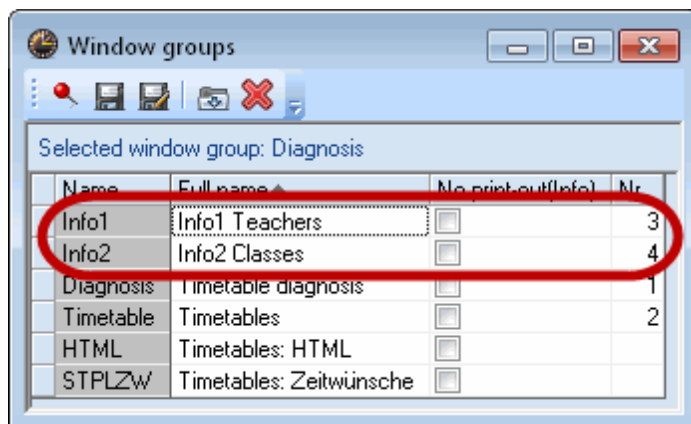 Window groups
Selected window group: Diagnosis
Name Full name No print-out(Info) Nr.
Info1 Info1 Teachers 3
Info2 Info2 Classes 4
Diagnosis Timetable diagnosis 1
Timetable Timetables 2
HTML Timetables: HTML
STPLZW Timetables: Zeitwünsche